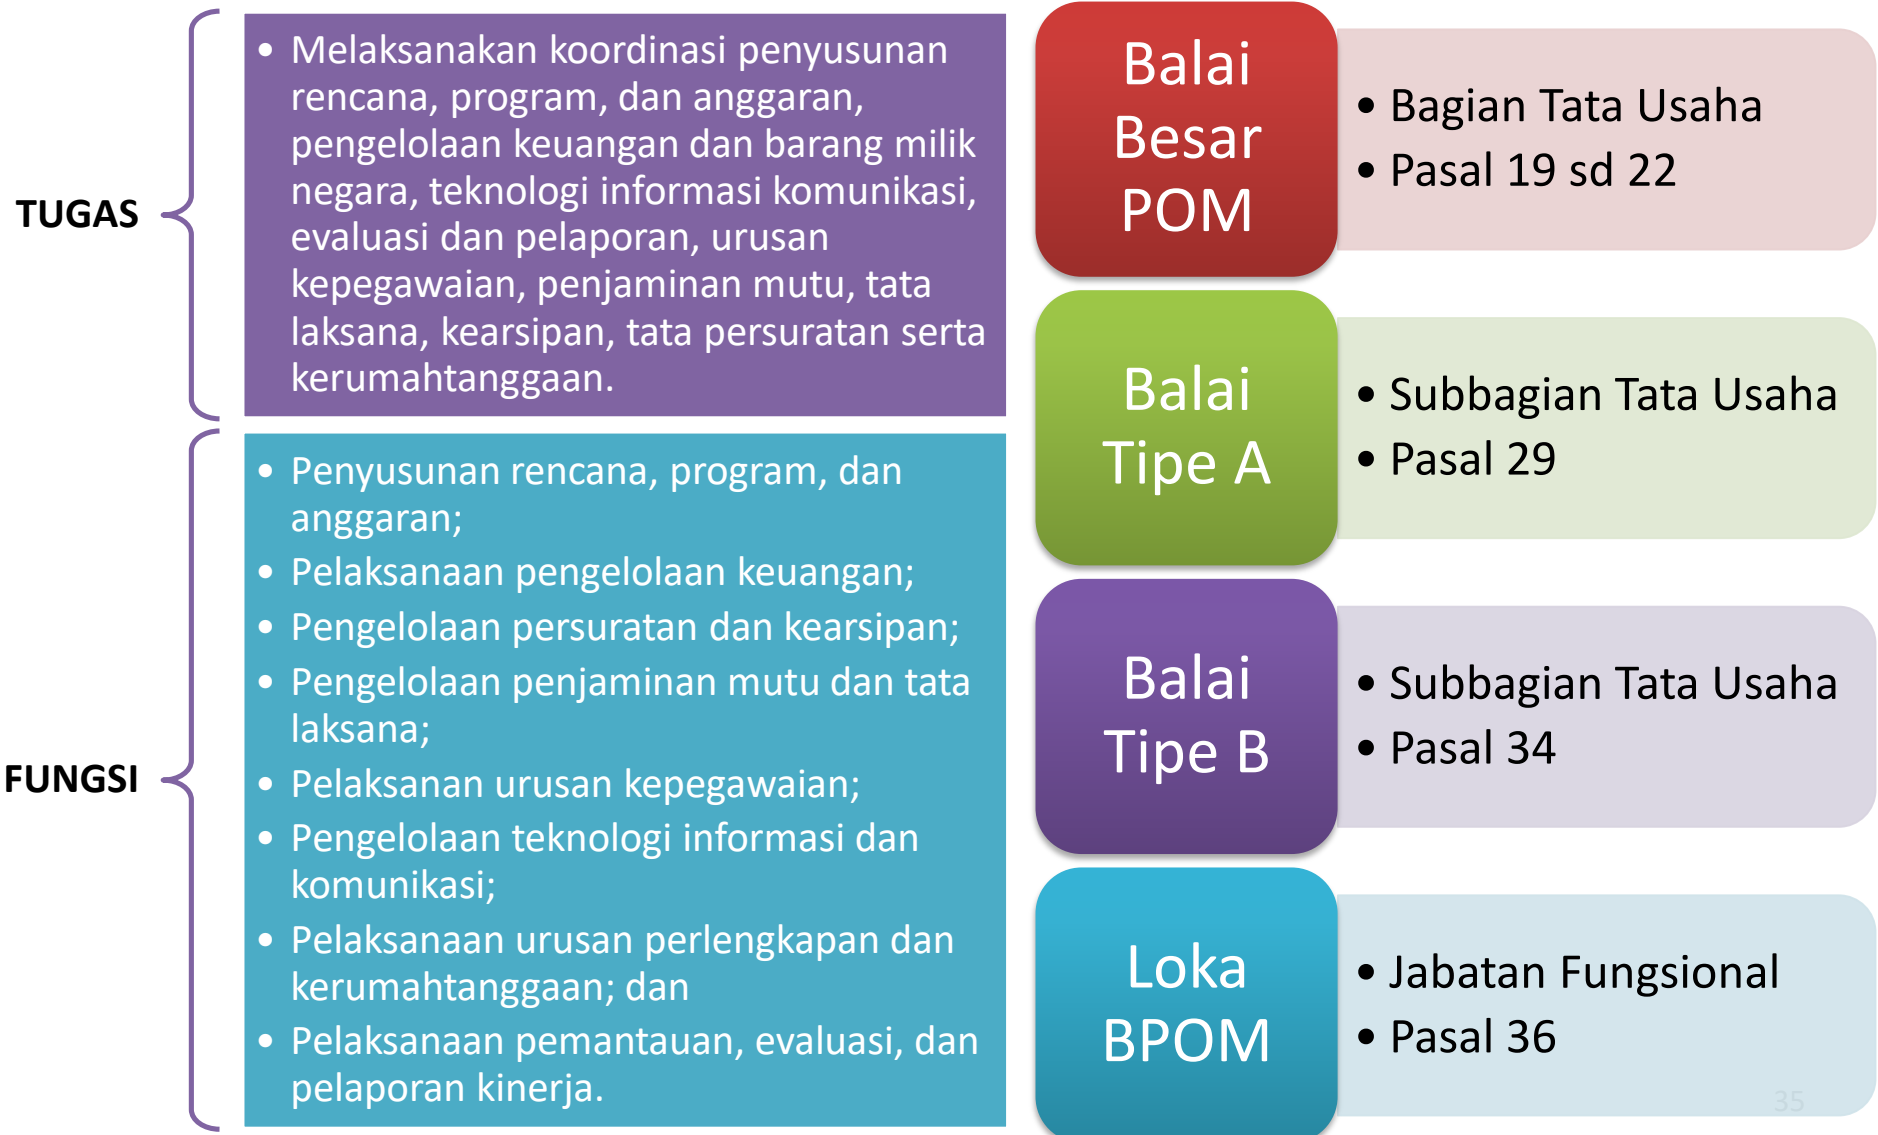 TUGAS
• Melaksanakan koordinasi penyusunan
rencana, program, dan anggaran,
pengelolaan keuangan dan barang milik
negara, teknologi informasi komunikasi,
evaluasi dan pelaporan, urusan
kepegawaian, penjaminan mutu, tata
laksana, kearsipan, tata persuratan serta
kerumahtanggaan.
FUNGSI
• Penyusunan rencana, program, dan
anggaran;
• Pelaksanaan pengelolaan keuangan;
• Pengelolaan persuratan dan kearsipan;
• Pengelolaan penjaminan mutu dan tata
laksana;
• Pelaksanan urusan kepegawaian;
• Pengelolaan teknologi informasi dan
komunikasi;
• Pelaksanaan urusan perlengkapan dan
kerumahtanggaan; dan
• Pelaksanaan pemantauan, evaluasi, dan
pelaporan kinerja.
Balai
Besar
POM
• Bagian Tata Usaha
• Pasal 19 sd 22
Balai
Tipe A
• Subbagian Tata Usaha
• Pasal 29
Balai
Tipe B
• Subbagian Tata Usaha
• Pasal 34
Loka
BPOM
• Jabatan Fungsional
• Pasal 36
35